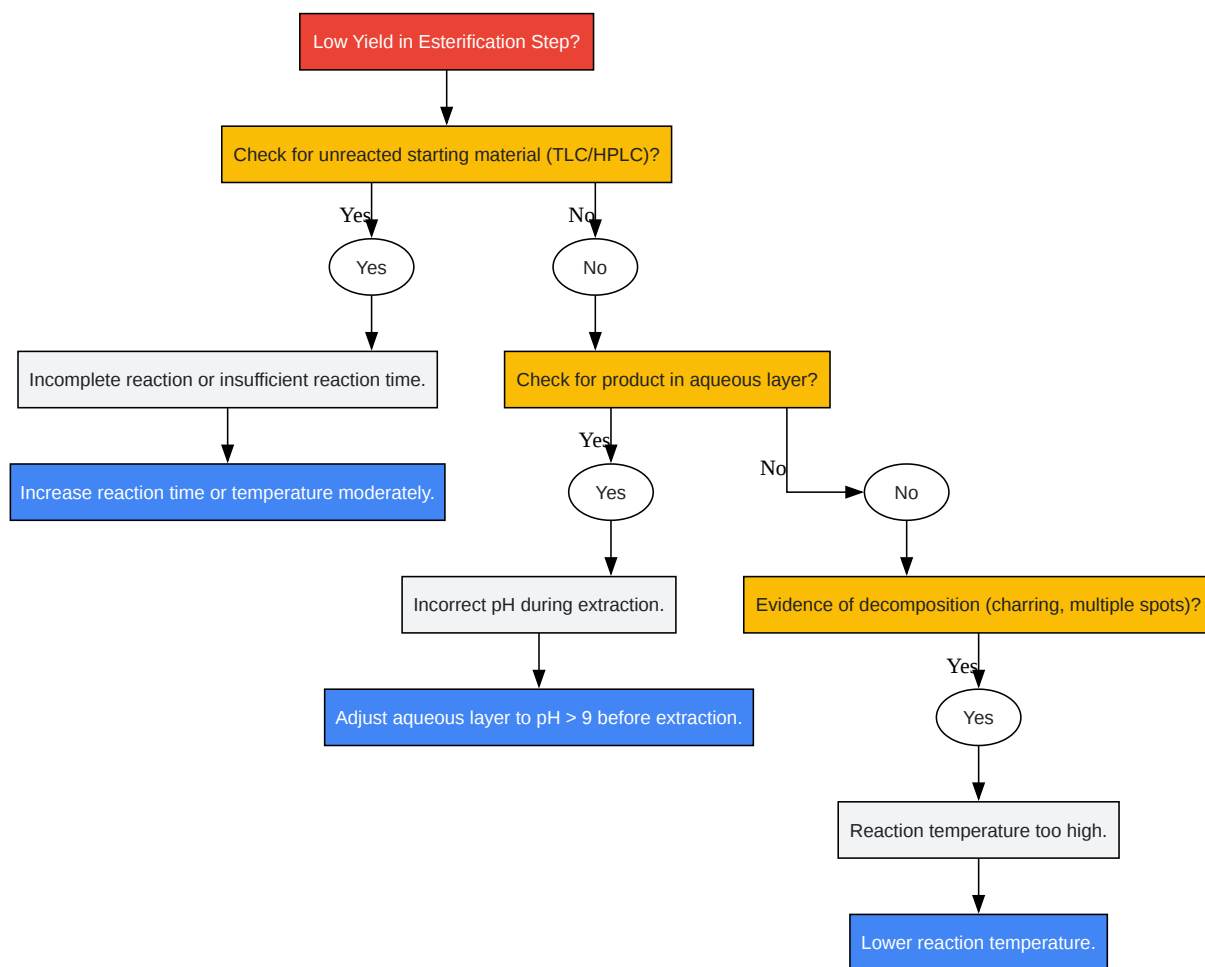 Low Yield in Esterification Step?
Check for unreacted starting material (TLC/HPLC)?
Yes
No
Yes
No
Incomplete reaction or insufficient reaction time.
Check for product in aqueous layer?
Increase reaction time or temperature moderately.
Yes
No
Yes
No
Incorrect pH during extraction.
Evidence of decomposition (charring, multiple spots)?
Yes
Adjust aqueous layer to pH > 9 before extraction.
Yes
Reaction temperature too high.
Lower reaction temperature.